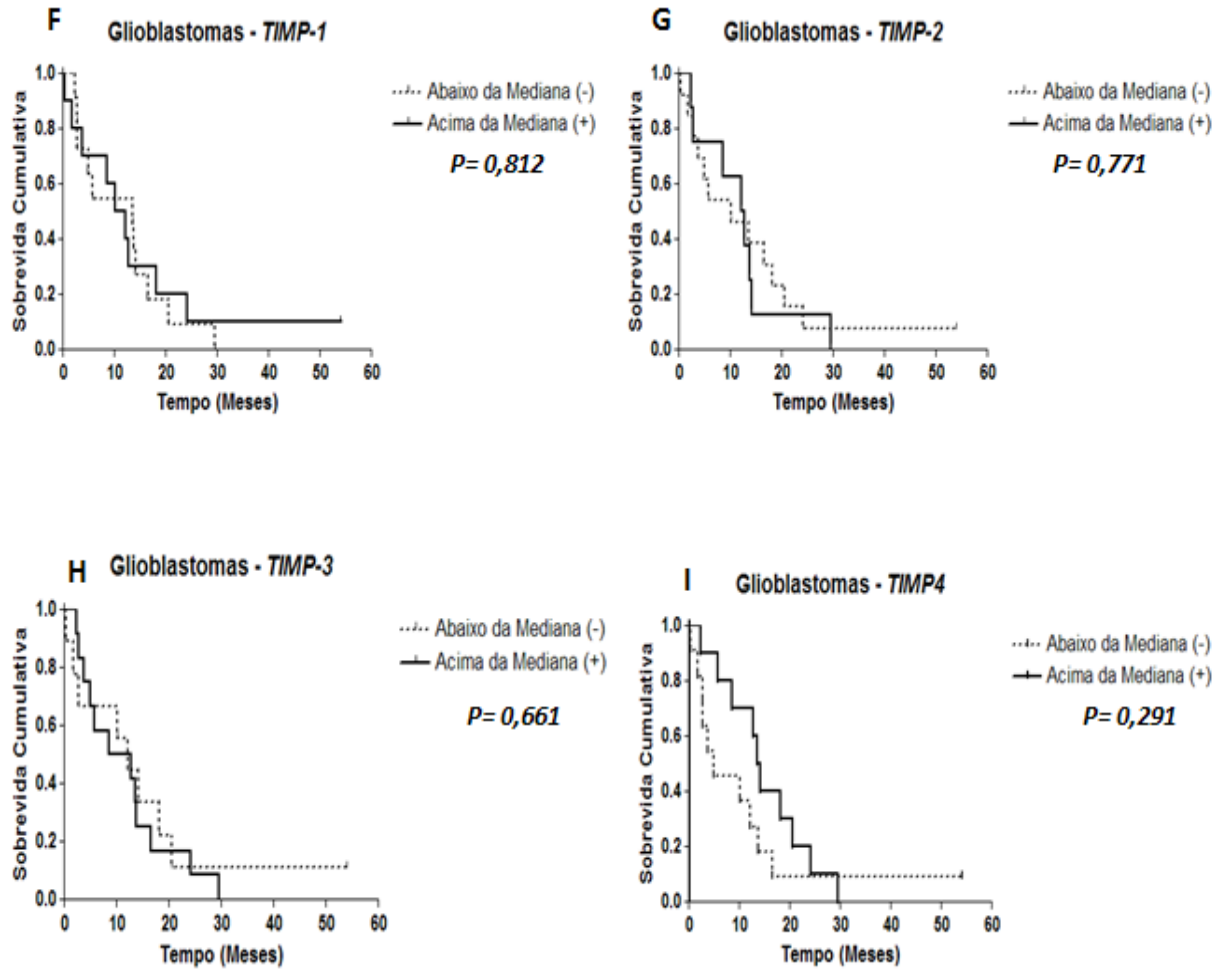 F
Glioblastomas - TIMP-1
Abaixo da Mediana (-)
Acima da Mediana (+)
P= 0,812
Sobrevida Cumulativa
1.0
0.8
0.6
0.4
0.2
0.0
0 10 20 30 40 50 60
Tempo (Meses)
G
Glioblastomas - TIMP-2
Abaixo da Mediana (-)
Acima da Mediana (+)
P= 0,771
Sobrevida Cumulativa
1.0
0.8
0.6
0.4
0.2
0.0
0 10 20 30 40 50 60
Tempo (Meses)
H
Glioblastomas - TIMP-3
Abaixo da Mediana (-)
Acima da Mediana (+)
P= 0,661
Sobrevida Cumulativa
1.0
0.8
0.6
0.4
0.2
0.0
0 10 20 30 40 50 60
Tempo (Meses)
I
Glioblastomas - TIMP4
Abaixo da Mediana (-)
Acima da Mediana (+)
P= 0,291
Sobrevida Cumulativa
1.0
0.8
0.6
0.4
0.2
0.0
0 10 20 30 40 50 60
Tempo (Meses)